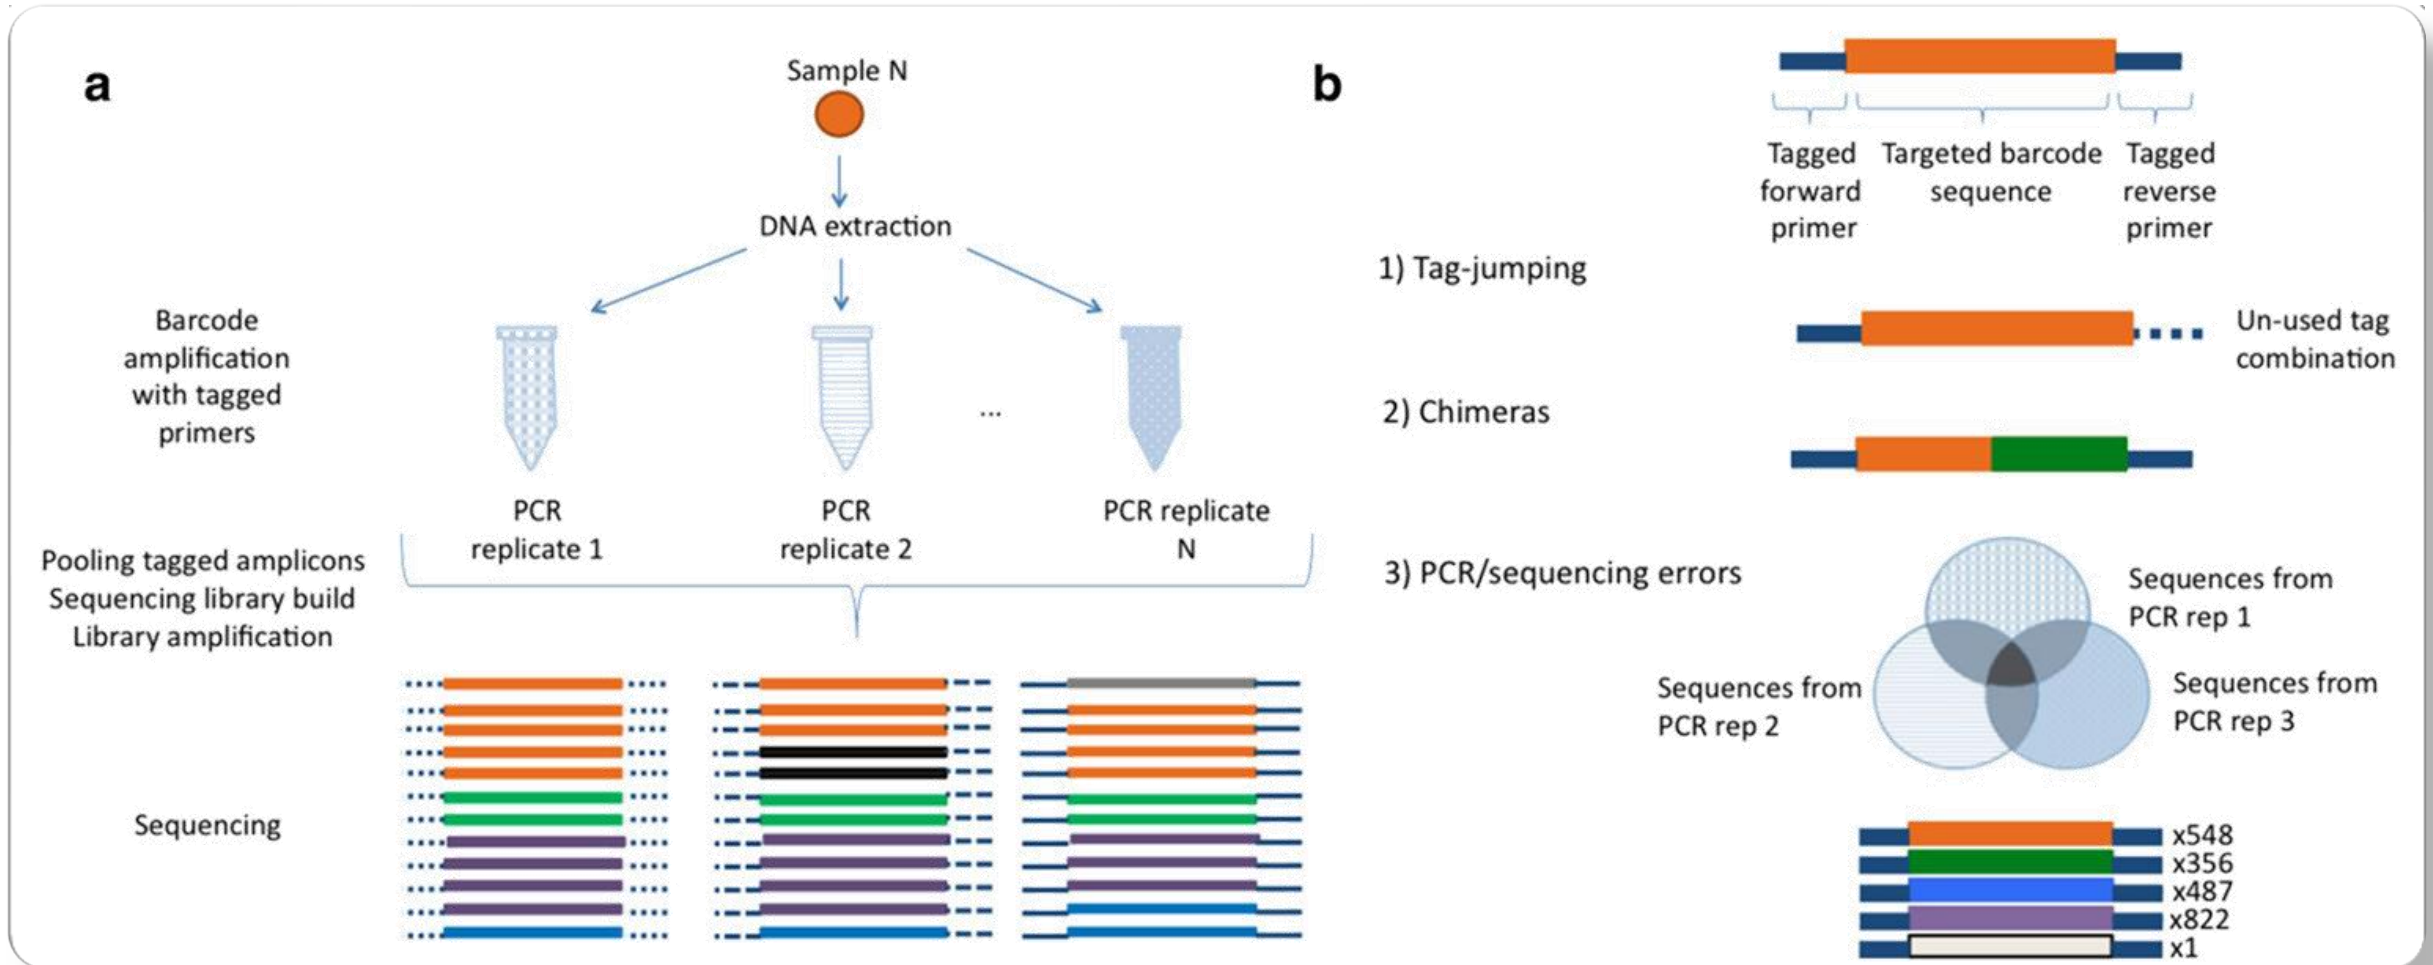 a
Sample N
DNA extraction
Barcode
amplification
with tagged
primers
...
PCR
replicate 1
PCR
replicate 2
PCR replicate
N
Pooling tagged amplicons
Sequencing library build
Library amplification
Sequencing
b
Tagged
forward
primer
Targeted barcode
sequence
Tagged
reverse
primer
1) Tag-jumping
Un-used tag
combination
2) Chimeras
3) PCR/sequencing errors
Sequences from
PCR rep 1
Sequences from
PCR rep 2
Sequences from
PCR rep 3
x548
x356
x487
x822
x1